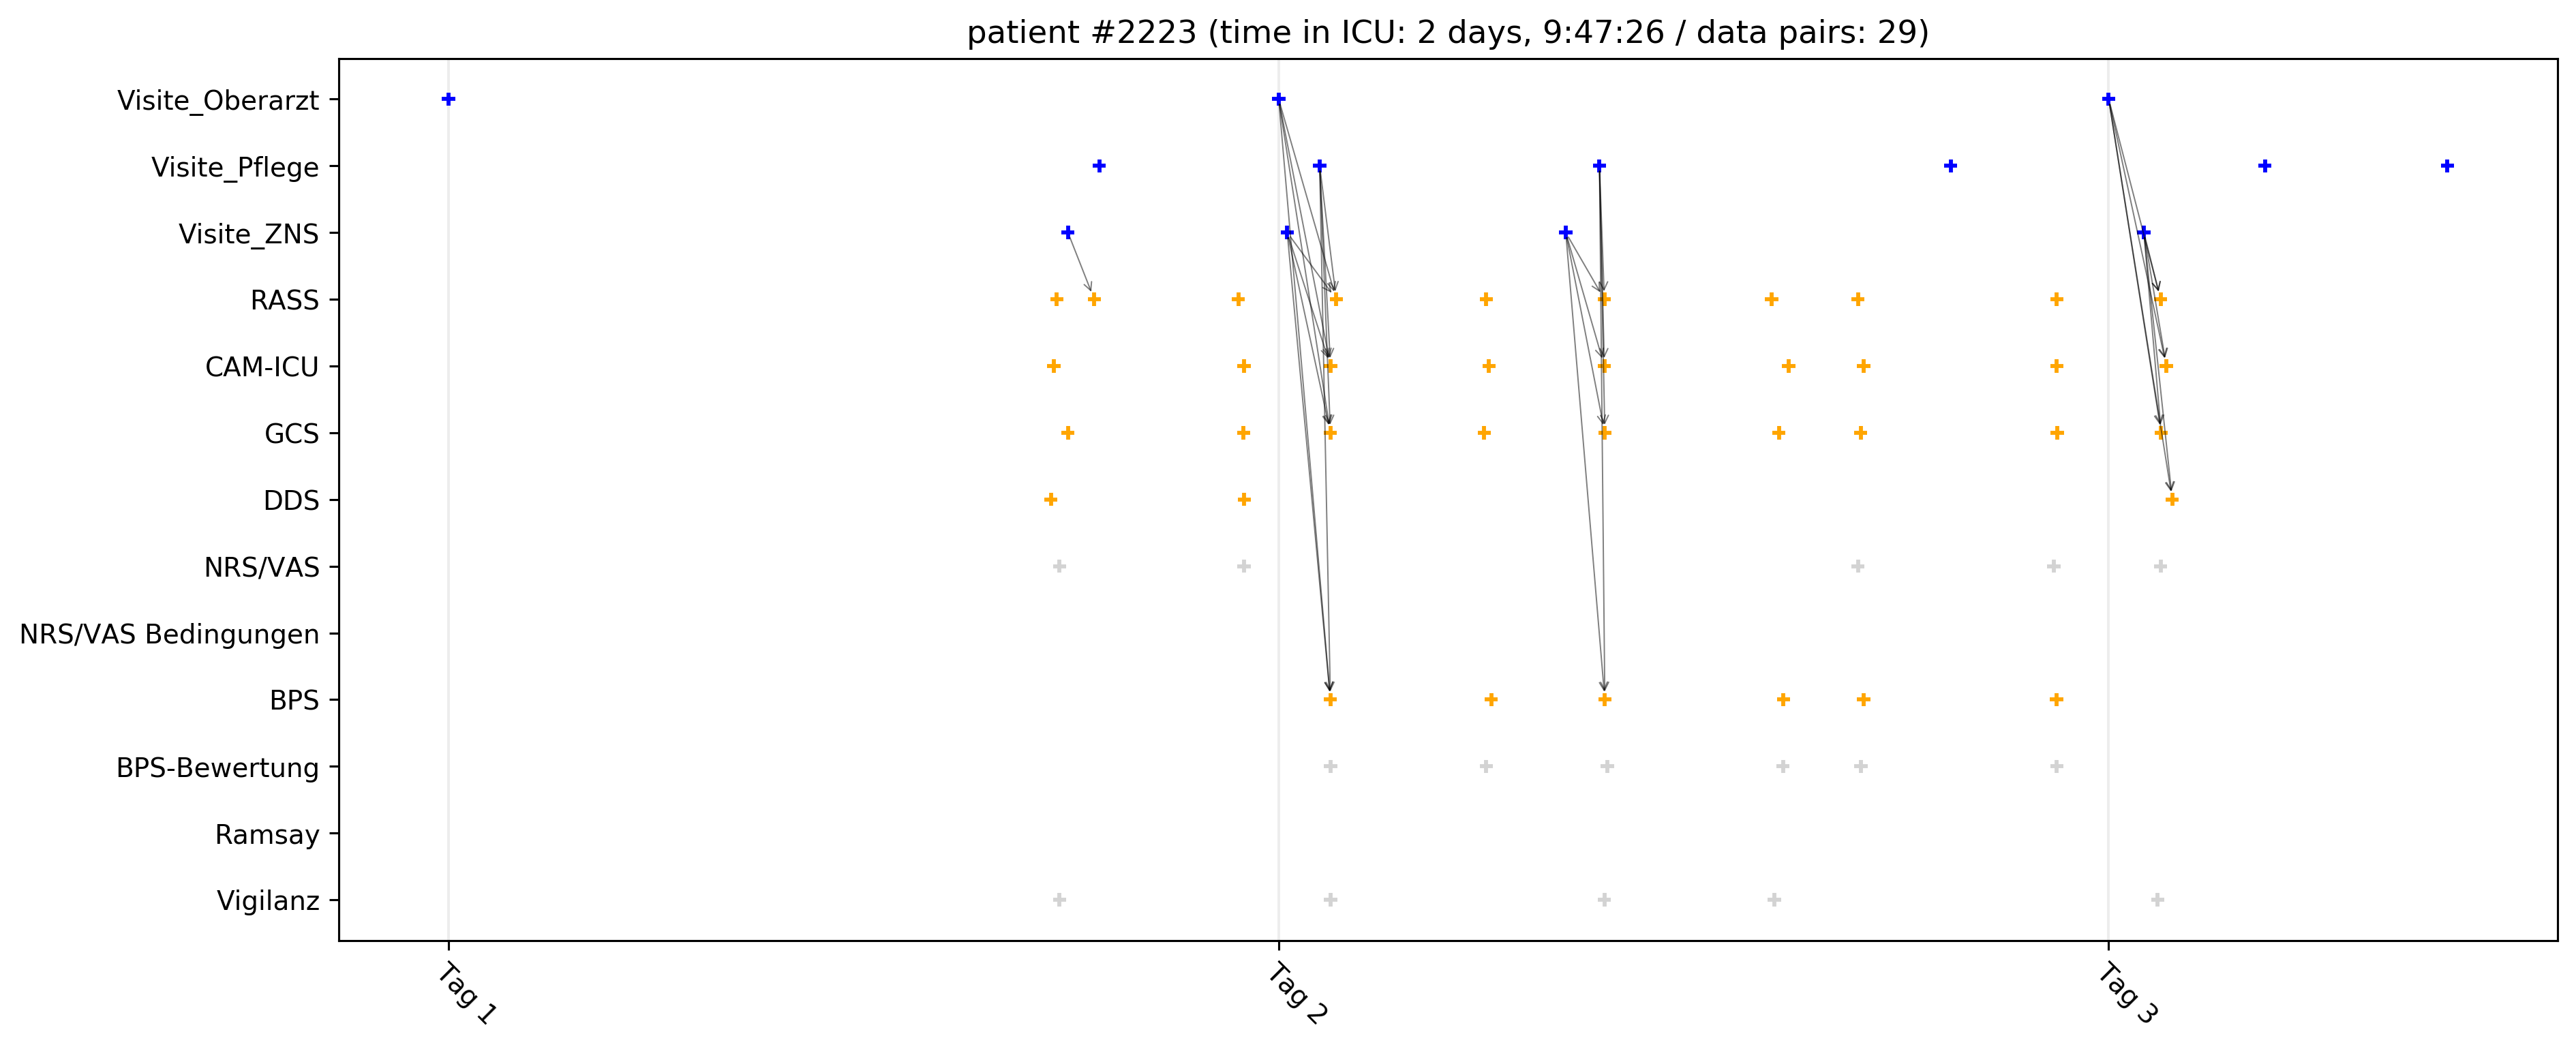 patient #2223 (time in ICU: 2 days, 9:47:26 / data pairs: 29)
Visite_Oberarzt
Visite_Pflege
Visite_ZNS
RASS
CAM-ICU
GCS
DDS
NRS/VAS
NRS/VAS Bedingungen
BPS
BPS-Bewertung
Ramsay
Vigilanz
Tag 1
Tag 2
Tag 3